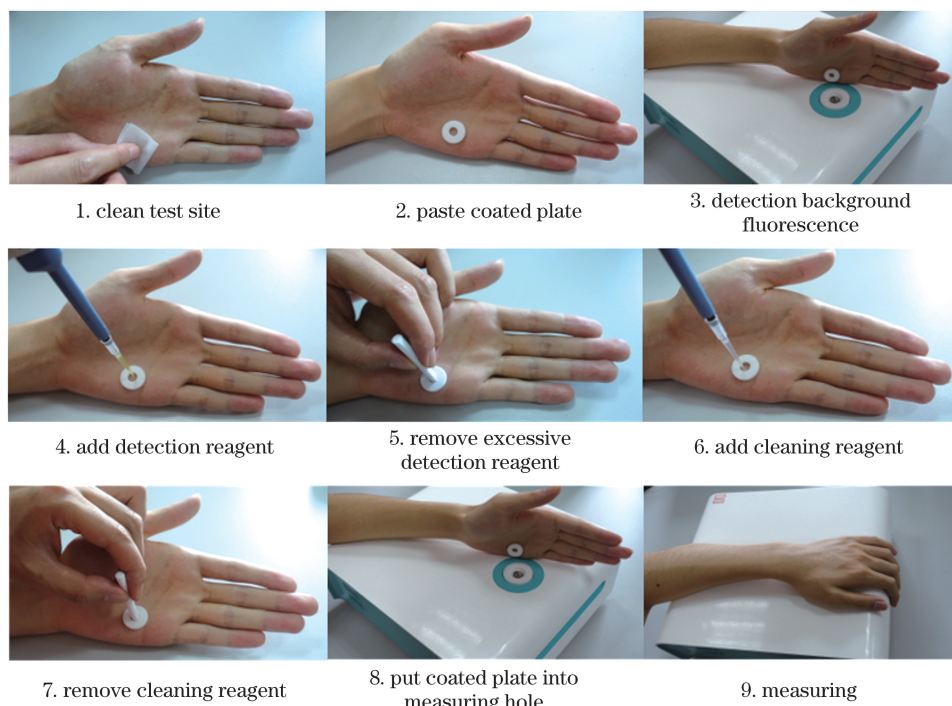 1. clean test site
2. paste coated plate
3. detection background
fluorescence
4. add detection reagent
5. remove excessive
detection reagent
6. add cleaning reagent
7. remove cleaning reagent
8. put coated plate into
measuring hole
9. measuring